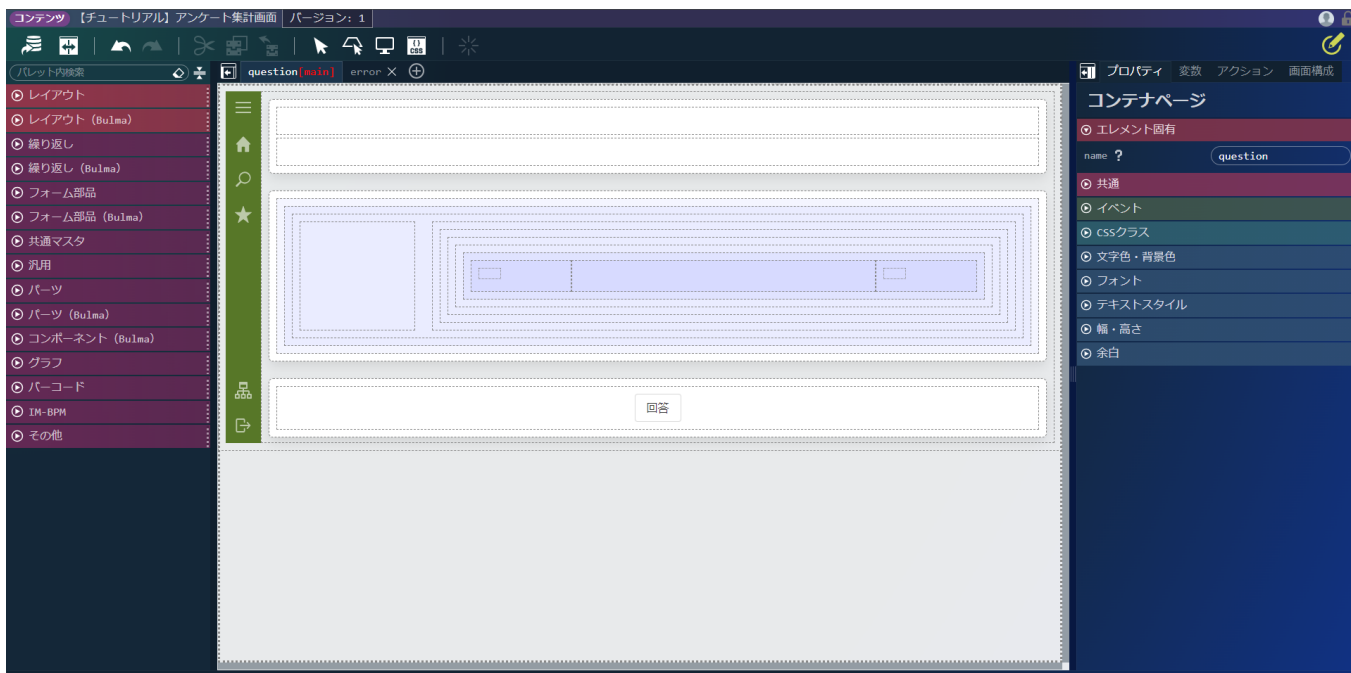 コンテンツ 【チュートリアル】アンケート集計画面 バージョン: 1
パレット内検索
question[main] error
プロパティ 変数 アクション 画面構成
レイアウト
レイアウト (Bulma)
繰り返し
繰り返し (Bulma)
フォーム部品
フォーム部品 (Bulma)
共通マスタ
汎用
パーツ
パーツ (Bulma)
コンポーネント (Bulma)
グラフ
バーコード
IM-BPM
その他
回答
コンテナページ
エレメント固有
name ? question
共通
イベント
CSSクラス
文字色・背景色
フォント
テキストスタイル
幅・高さ
余白
CSS